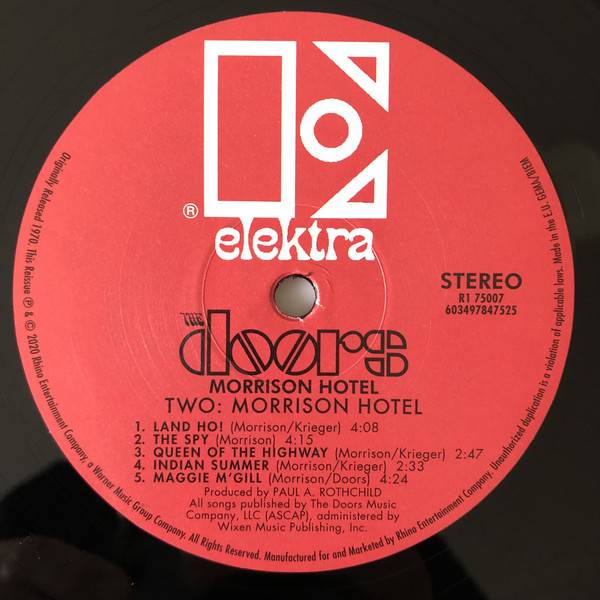 ®
elektra
STEREO
R1 75007
603497847525
THE
doors
MORRISON HOTEL
TWO: MORRISON HOTEL
1. LAND HO! (Morrison/Krieger) 4:08
2. THE SPY (Morrison) 4:15
3. QUEEN OF THE HIGHWAY (Morrison/Krieger) 2:47
4. INDIAN SUMMER (Morrison/Krieger) 2:33
5. MAGGIE M'GILL (Morrison/Doors) 4:24
Produced by PAUL A. ROTHCHILD
All songs published by The Doors Music
Company, LLC (ASCAP), administered by
Wixen Music Publishing, Inc.
Originally Released 1970. This Reissue ℗ & © 2020 Rhino Entertainment Company, a Warner Music Group Company. All Rights Reserved. Manufactured for and Marketed by Rhino Entertainment Company. Unauthorized duplication is a violation of applicable laws. Made in the E.U. GEMA/BIEM